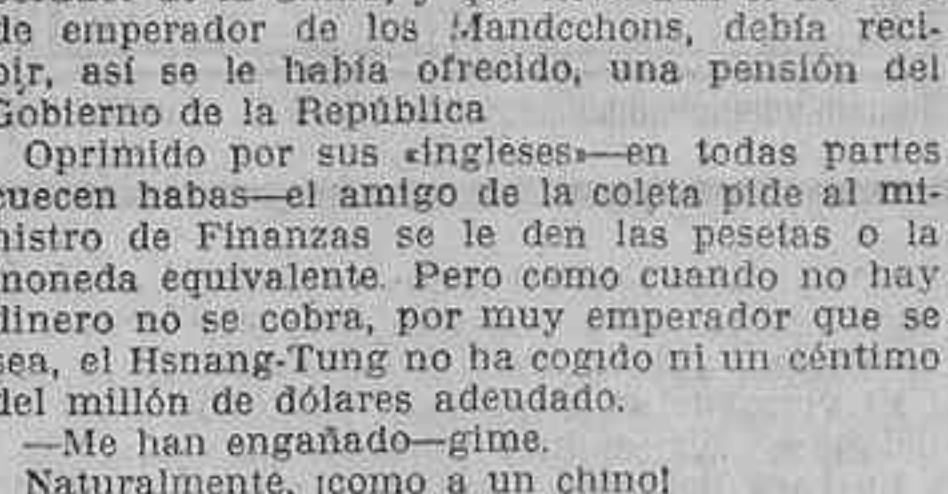 de emperador de los Mandcchons, debía reci-
bir, así se le había ofrecido, una pensión del
Gobierno de la República
Oprimido por sus «ingleses»—en todas partes
cuecen habas—el amigo de la coleta pide al mi-
nistro de Finanzas se le den las pesetas o la
moneda equivalente. Pero como cuando no hay
dinero no se cobra, por muy emperador que se
sea, el Hsnang-Tung no ha cogido ni un céntimo
del millón de dólares adeudado.
—Me han engañado—gime.
Naturalmente, ¡como a un chino!